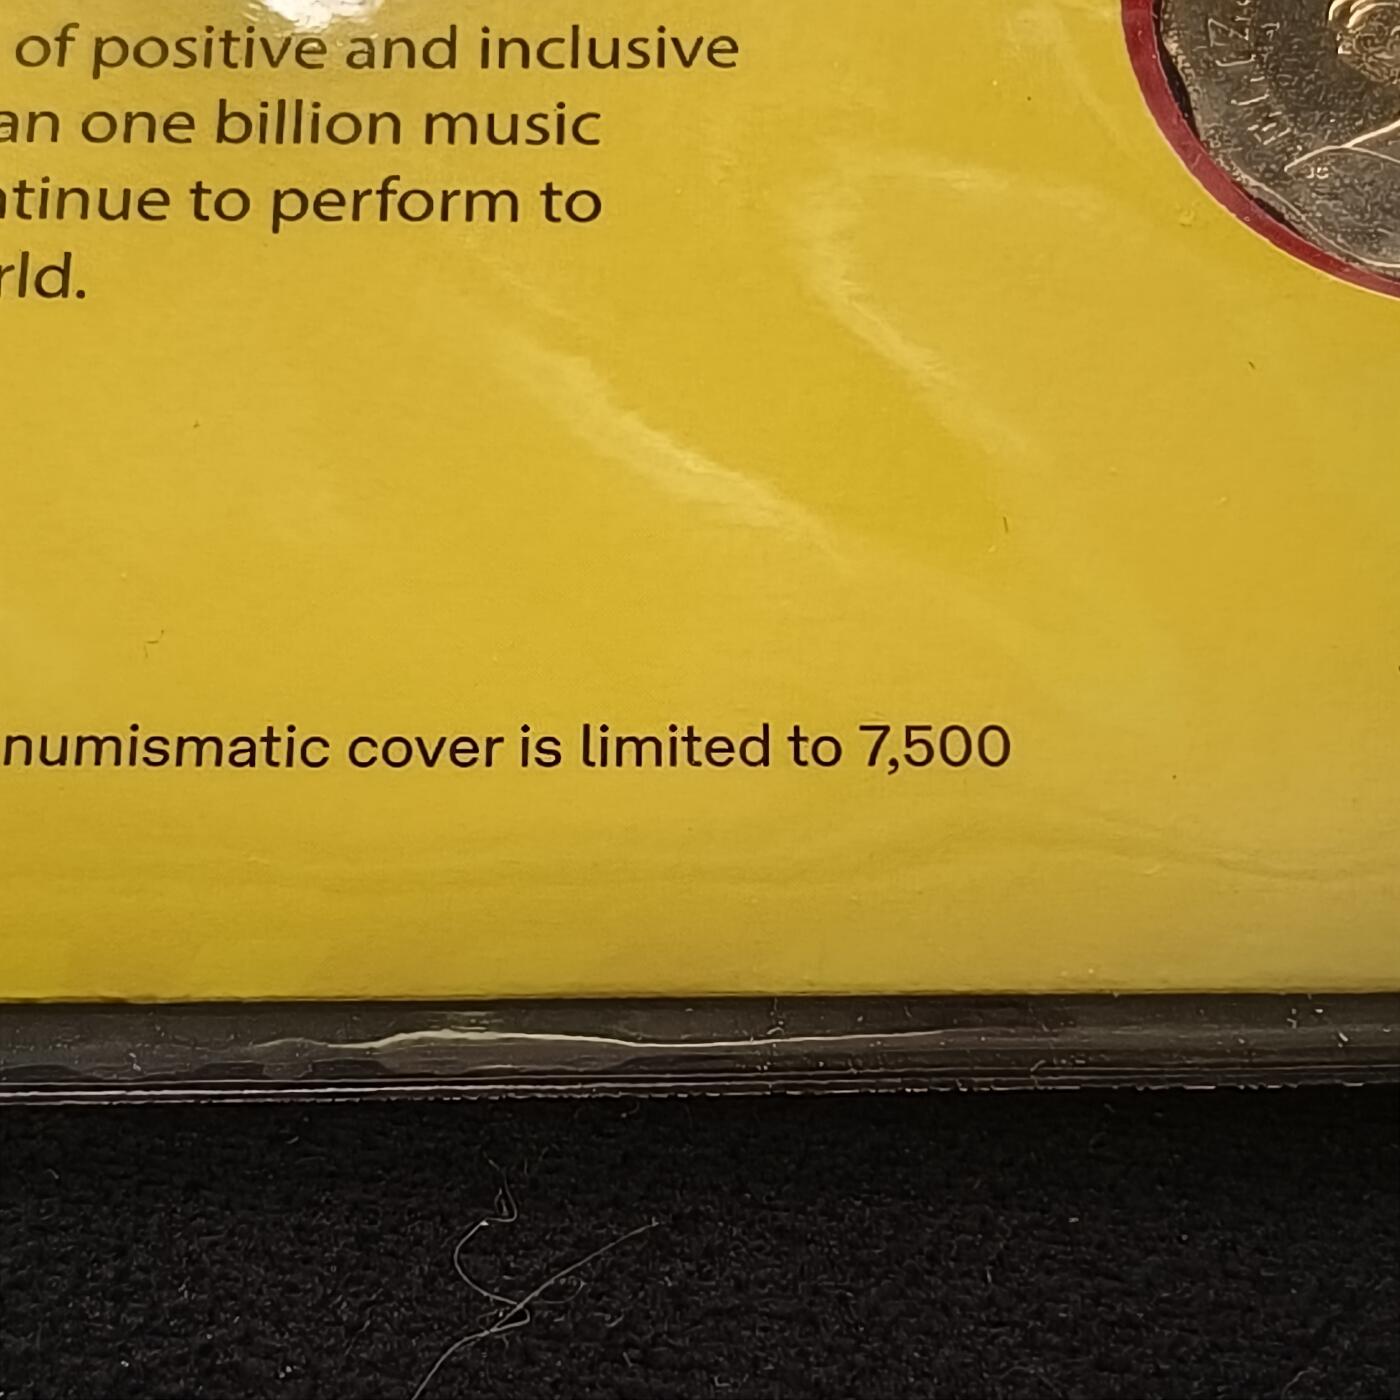 of positive and inclusive
an one billion music
tinue to perform to
rld.
numismatic cover is limited to 7,500